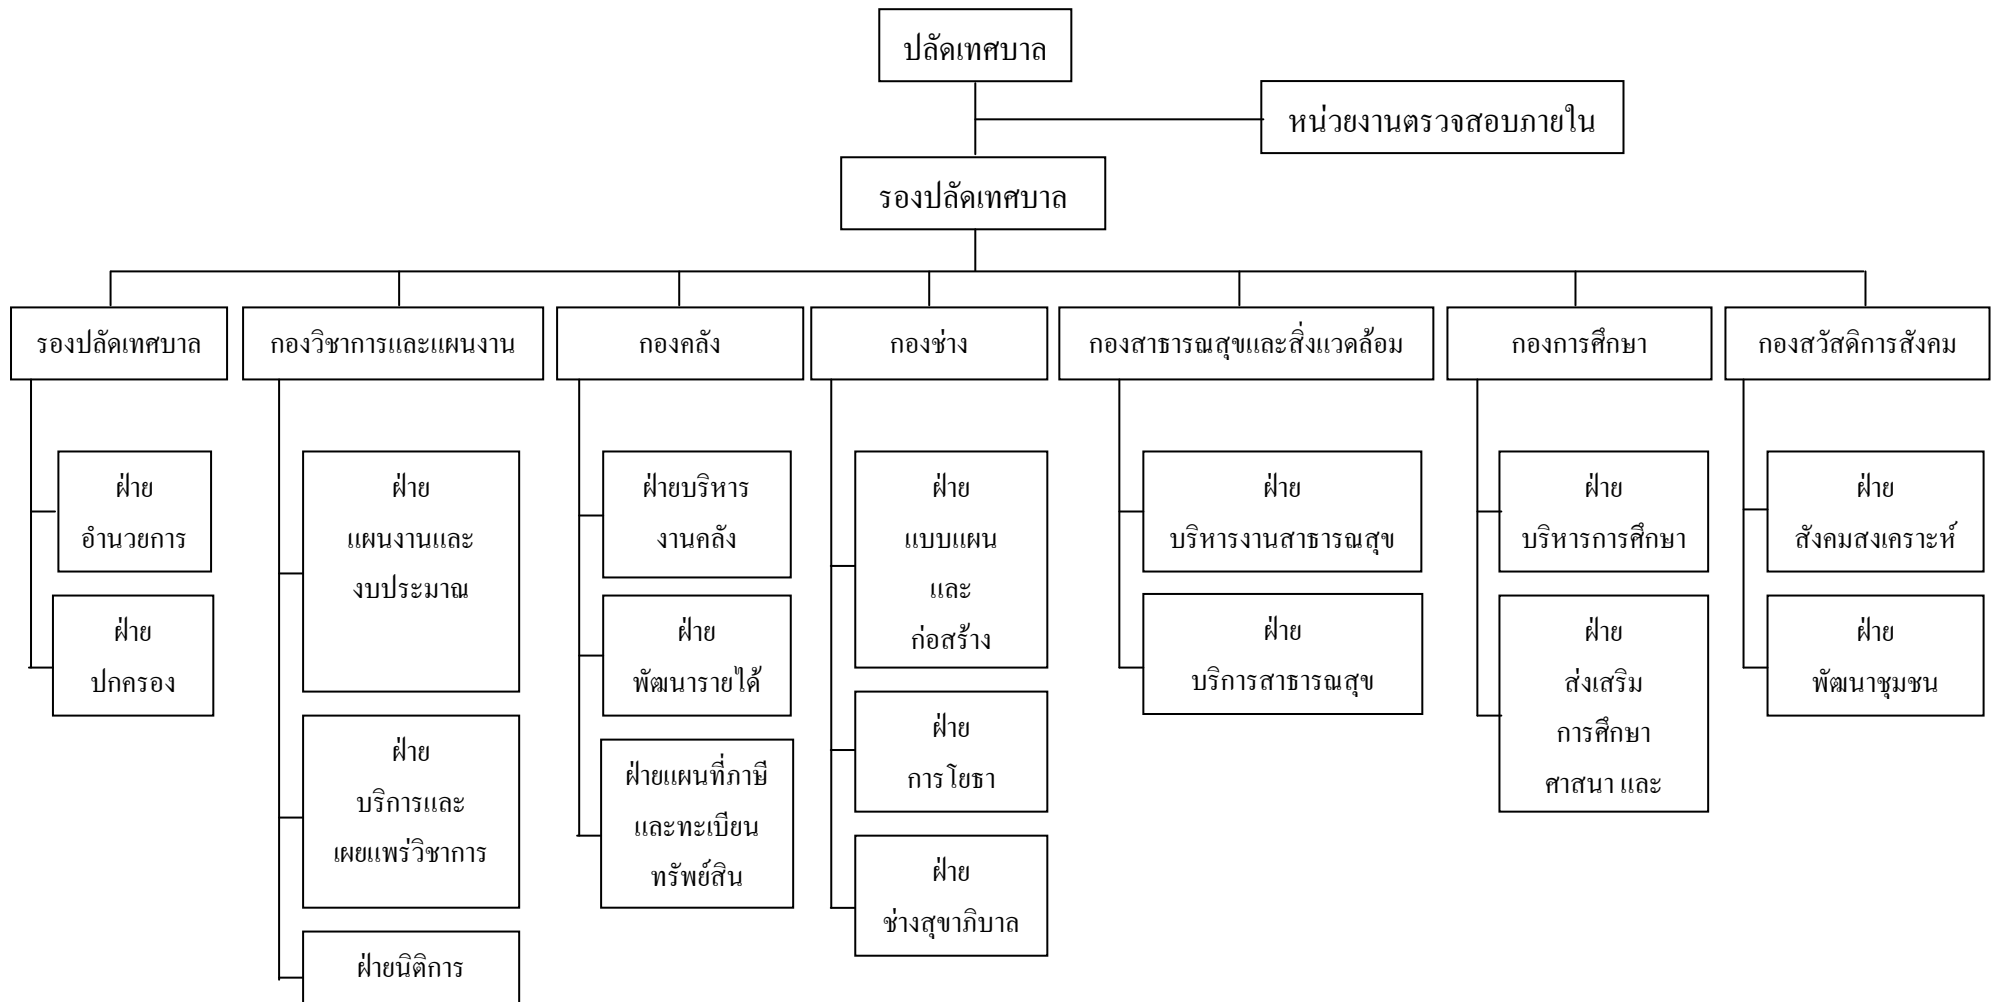 ปลัดเทศบาล
หน่วยงานตรวจสอบภายใน
รองปลัดเทศบาล
รองปลัดเทศบาล
กองวิชาการและแผนงาน
กองคลัง
กองช่าง
กองสาธารณสุขและสิ่งแวดล้อม
กองการศึกษา
กองสวัสดิการสังคม
ฝ่าย
อำนวยการ
ฝ่าย
ปกครอง
ฝ่าย
แผนงานและ
งบประมาณ
ฝ่าย
บริการและ
เผยแพร่วิชาการ
ฝ่ายนิติการ
ฝ่ายบริหาร
งานคลัง
ฝ่าย
พัฒนารายได้
ฝ่ายแผนที่ภาษี
และทะเบียน
ทรัพย์สิน
ฝ่าย
แบบแผน
และ
ก่อสร้าง
ฝ่าย
การโยธา
ฝ่าย
ช่างสุขาภิบาล
ฝ่าย
บริหารงานสาธารณสุข
ฝ่าย
บริการสาธารณสุข
ฝ่าย
บริหารการศึกษา
ฝ่าย
ส่งเสริม
การศึกษา
ศาสนา และ
ฝ่าย
สังคมสงเคราะห์
ฝ่าย
พัฒนาชุมชน